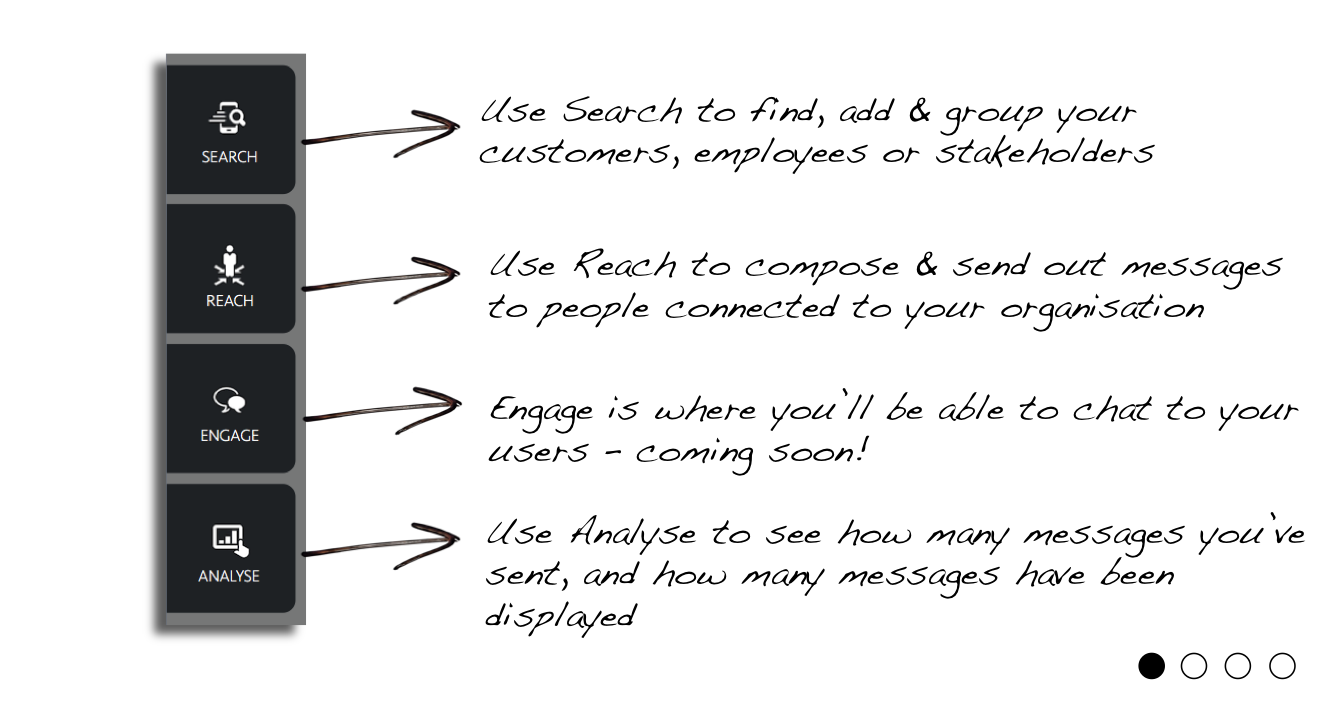 SEARCH
Use Search to find, add & group your
customers, employees or stakeholders
REACH
Use Reach to compose & send out messages
to people connected to your organisation
ENGAGE
Engage is where you'll be able to chat to your
users - coming soon!
ANALYSE
Use Analyse to see how many messages you've
sent, and how many messages have been
displayed